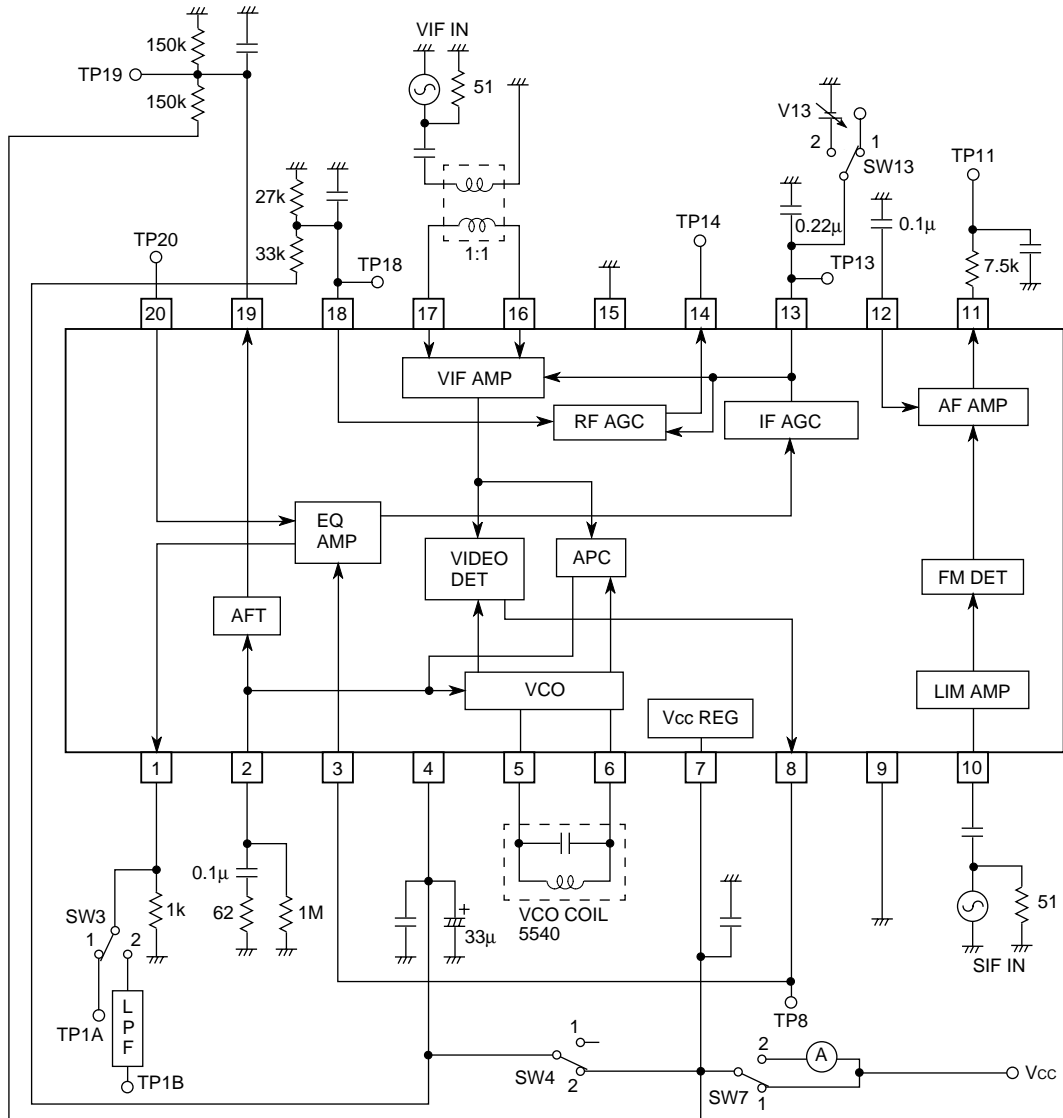 VIF IN
150k
TP19
150k
51
V13
2
1
SW13
TP11
27k
33k
TP20
TP18
1:1
TP14
0.22µ
TP13
0.1µ
7.5k
20
19
18
17
16
15
14
13
12
11
VIF AMP
RF AGC
IF AGC
AF AMP
EQ
AMP
VIDEO
DET
APC
FM DET
AFT
VCO
LIM AMP
Vcc REG
1
2
3
4
5
6
7
8
9
10
0.1µ
62
1M
1k
SW3
1
2
+
33µ
VCO COIL
5540
51
SIF IN
TP1A
L
P
F
TP1B
TP8
1
SW4
2
2
A
SW7
1
Vcc